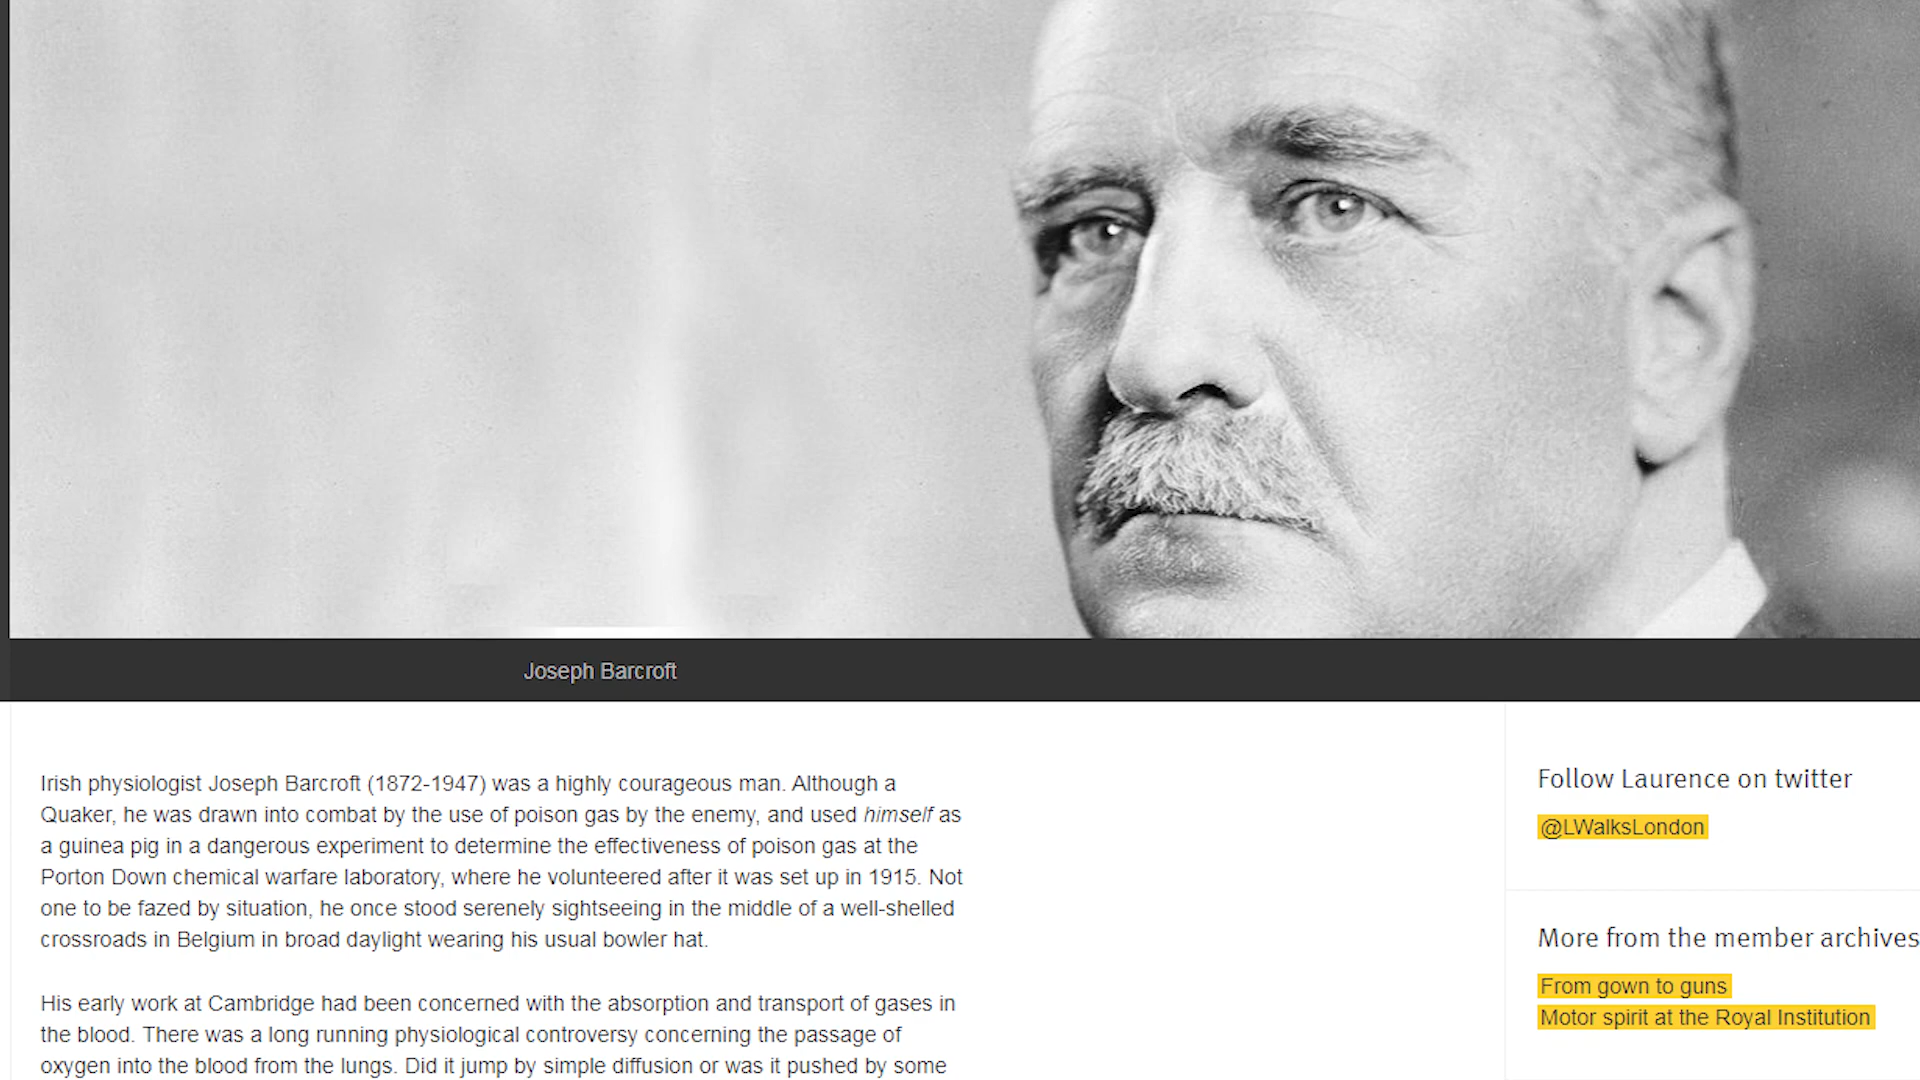 Joseph Barcroft
Irish physiologist Joseph Barcroft (1872-1947) was a highly courageous man. Although a
Quaker, he was drawn into combat by the use of poison gas by the enemy, and used himself as
a guinea pig in a dangerous experiment to determine the effectiveness of poison gas at the
Porton Down chemical warfare laboratory, where he volunteered after it was set up in 1915. Not
one to be fazed by situation, he once stood serenely sightseeing in the middle of a well-shelled
crossroads in Belgium in broad daylight wearing his usual bowler hat.
His early work at Cambridge had been concerned with the absorption and transport of gases in
the blood. There was a long running physiological controversy concerning the passage of
oxygen into the blood from the lungs. Did it jump by simple diffusion or was it pushed by some
Follow Laurence on twitter
@LWalksLondon
More from the member archives
From gown to guns
Motor spirit at the Royal Institution